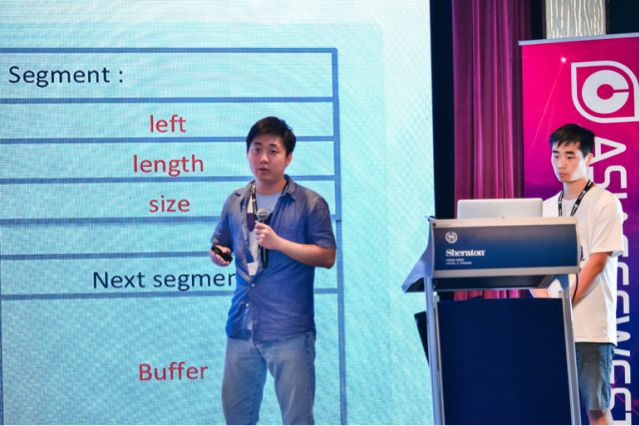 Segment :
left
length
size
Next segmen
Buffer
Sheraton